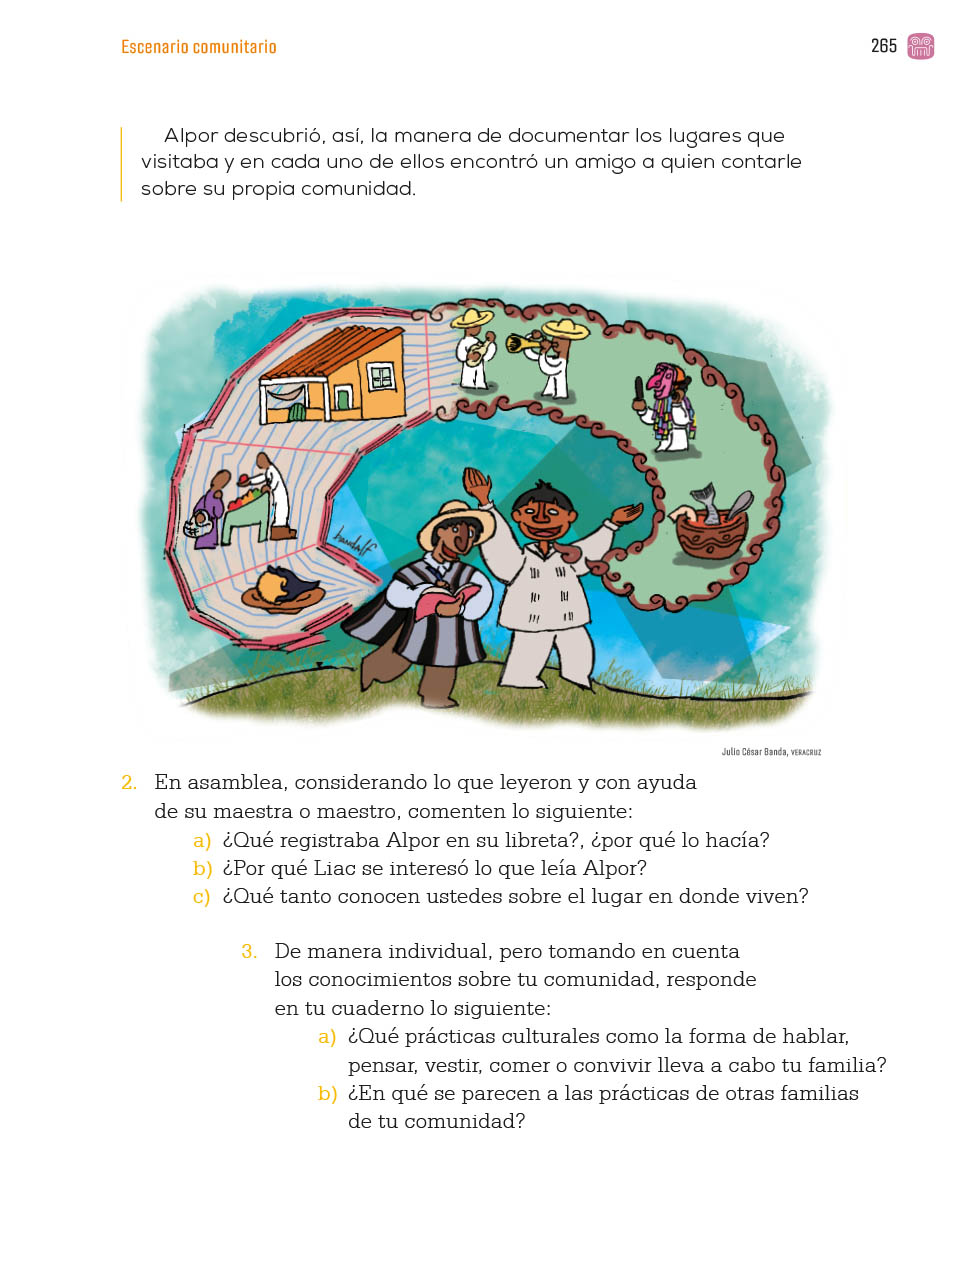 Escenario comunitario
265
Alpor descubrió, así, la manera de documentar los lugares que
visitaba y en cada uno de ellos encontró un amigo a quien contarle
sobre su propia comunidad.
bandolf
Julio César Banda, VERACRUZ
2. En asamblea, considerando lo que leyeron y con ayuda
de su maestra o maestro, comenten lo siguiente:
a) ¿Qué registraba Alpor en su libreta?, ¿por qué lo hacía?
b) ¿Por qué Liac se interesó lo que leía Alpor?
c) ¿Qué tanto conocen ustedes sobre el lugar en donde viven?
3. De manera individual, pero tomando en cuenta
los conocimientos sobre tu comunidad, responde
en tu cuaderno lo siguiente:
a) ¿Qué prácticas culturales como la forma de hablar,
pensar, vestir, comer o convivir lleva a cabo tu familia?
b) ¿En qué se parecen a las prácticas de otras familias
de tu comunidad?